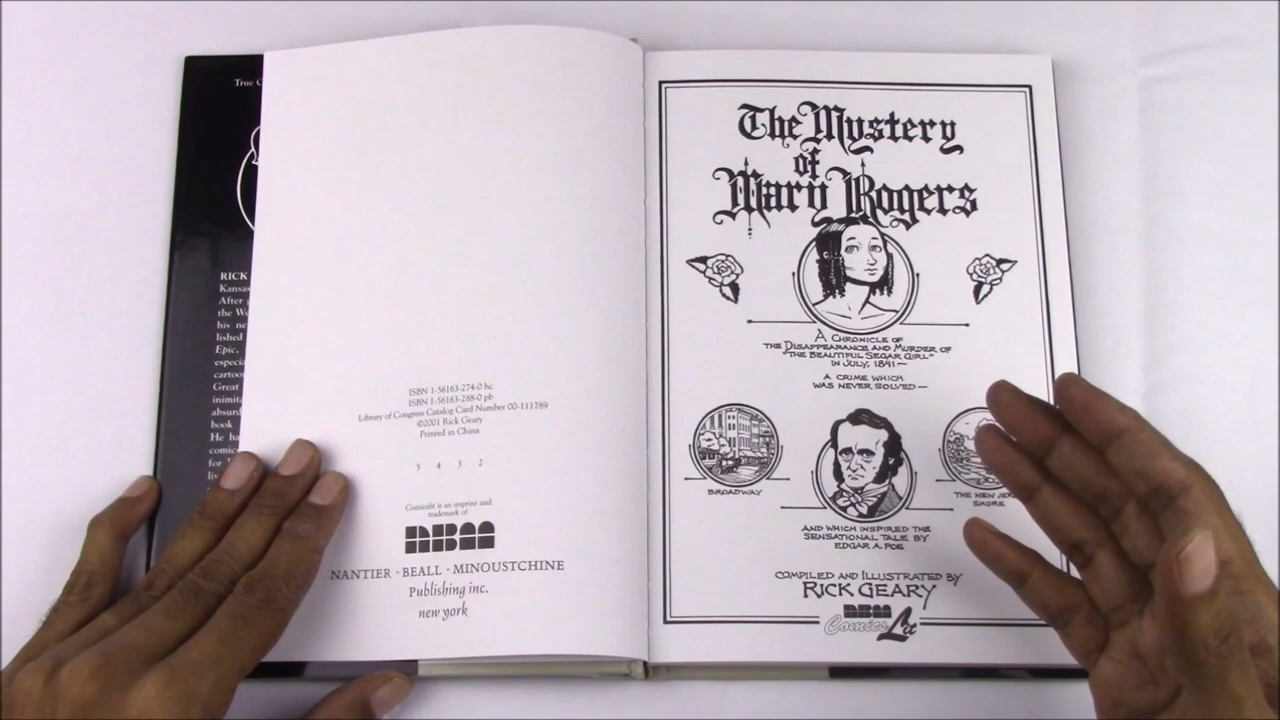 True
RICK
Kansas
After
the We
his ne
lished
Epic,
especia
cartoo
Great
inimit
absurd
book
He ha
comic
for
liv
ISBN 1-56163-274-0 hc
ISBN 1-56163-288-0 pb
Library of Congress Catalog Card Number 00-111789
©2001 Rick Geary
Printed in China
5 4 3 2
Comicslit is an imprint and
trademark of
NBM
NANTIER · BEALL · MINOUSTCHINE
Publishing inc.
new york
The Mystery
of
Mary Rogers
A CHRONICLE OF
THE DISAPPEARANCE AND MURDER OF
"THE BEAUTIFUL SEGAR GIRL"
IN JULY, 1841—
A CRIME WHICH
WAS NEVER SOLVED—
BROADWAY
THE NEW JER
SHORE
AND WHICH INSPIRED THE
SENSATIONAL TALE BY
EDGAR A. POE
COMPILED AND ILLUSTRATED BY
RICK GEARY
NBM
ComicsLit